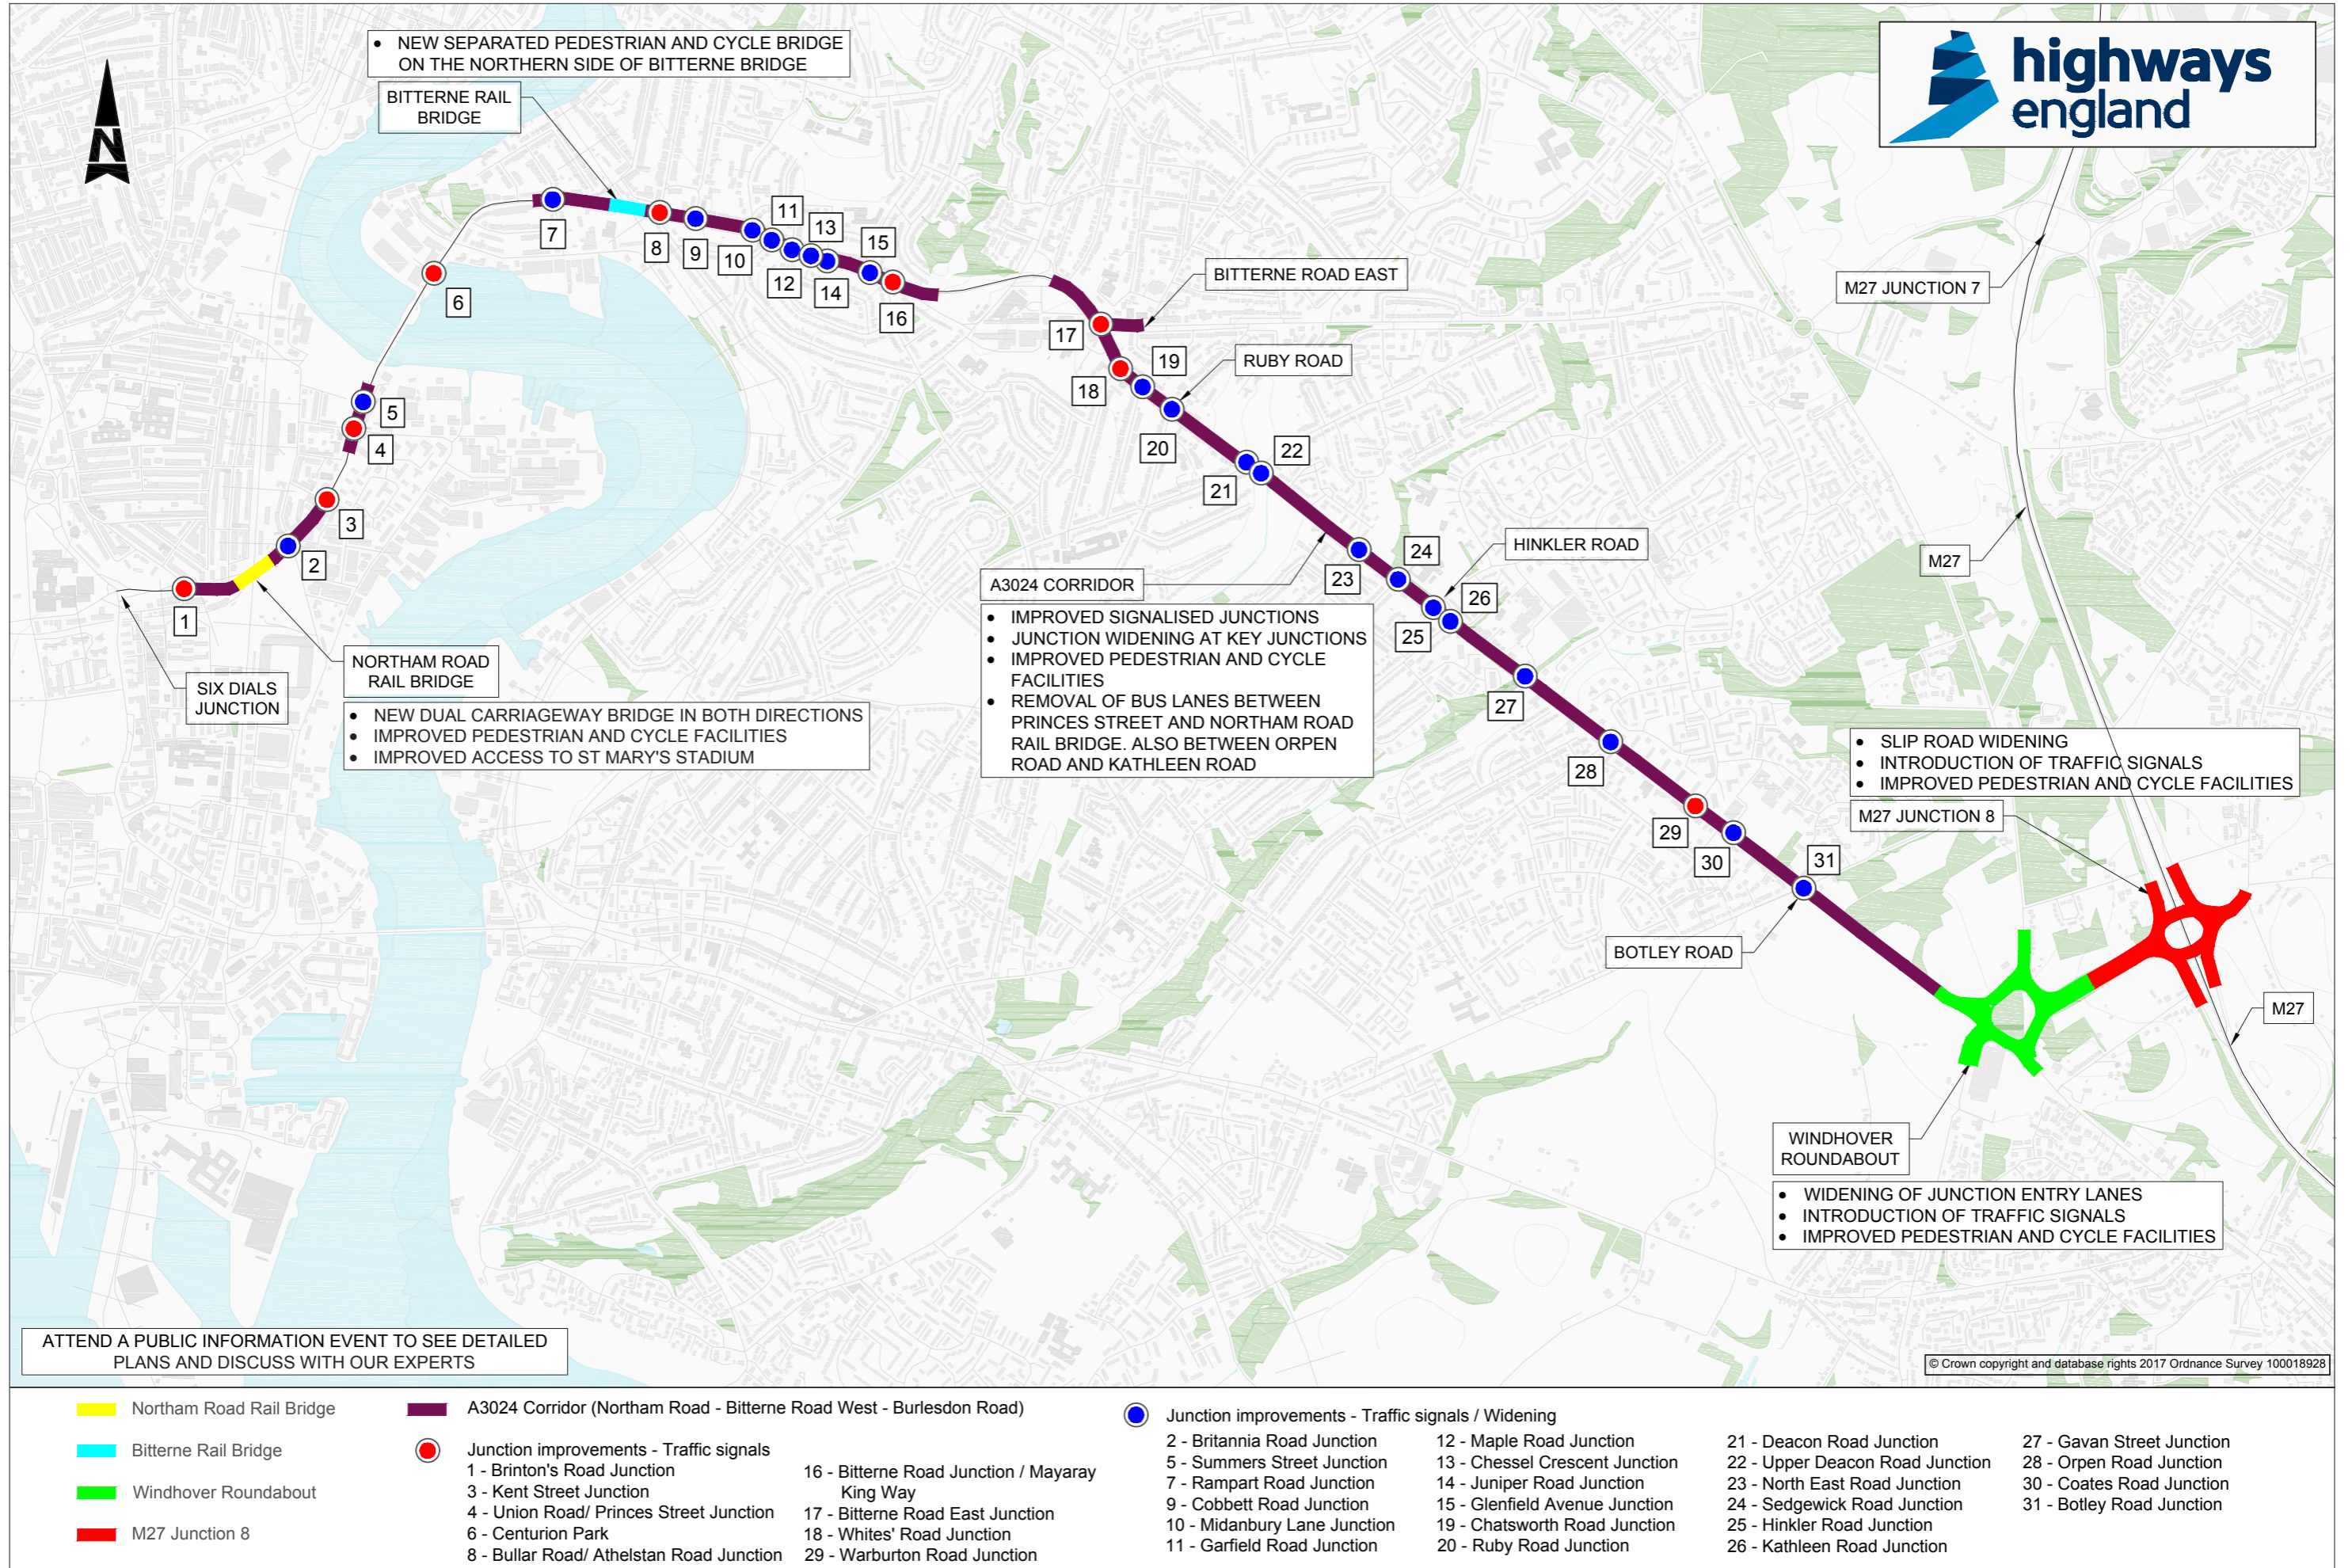 • NEW SEPARATED PEDESTRIAN AND CYCLE BRIDGE
ON THE NORTHERN SIDE OF BITTERNE BRIDGE
BITTERNE RAIL
BRIDGE
highways
england
N
7
8
9
10
11
12
13
14
15
16
6
BITTERNE ROAD EAST
M27 JUNCTION 7
17
18
19
RUBY ROAD
20
5
4
21
22
3
2
1
HINKLER ROAD
M27
A3024 CORRIDOR
23
24
25
26
• IMPROVED SIGNALISED JUNCTIONS
• JUNCTION WIDENING AT KEY JUNCTIONS
• IMPROVED PEDESTRIAN AND CYCLE
FACILITIES
• REMOVAL OF BUS LANES BETWEEN
PRINCES STREET AND NORTHAM ROAD
RAIL BRIDGE. ALSO BETWEEN ORPEN
ROAD AND KATHLEEN ROAD
SIX DIALS
JUNCTION
NORTHAM ROAD
RAIL BRIDGE
• NEW DUAL CARRIAGEWAY BRIDGE IN BOTH DIRECTIONS
• IMPROVED PEDESTRIAN AND CYCLE FACILITIES
• IMPROVED ACCESS TO ST MARY'S STADIUM
27
28
29
30
31
• SLIP ROAD WIDENING
• INTRODUCTION OF TRAFFIC SIGNALS
• IMPROVED PEDESTRIAN AND CYCLE FACILITIES
M27 JUNCTION 8
BOTLEY ROAD
M27
WINDHOVER
ROUNDABOUT
• WIDENING OF JUNCTION ENTRY LANES
• INTRODUCTION OF TRAFFIC SIGNALS
• IMPROVED PEDESTRIAN AND CYCLE FACILITIES
ATTEND A PUBLIC INFORMATION EVENT TO SEE DETAILED
PLANS AND DISCUSS WITH OUR EXPERTS
© Crown copyright and database rights 2017 Ordnance Survey 100018928
Northam Road Rail Bridge
Bitterne Rail Bridge
Windhover Roundabout
M27 Junction 8
A3024 Corridor (Northam Road - Bitterne Road West - Burlesdon Road)
Junction improvements - Traffic signals
1 - Brinton's Road Junction
3 - Kent Street Junction
4 - Union Road/ Princes Street Junction
6 - Centurion Park
8 - Bullar Road/ Athelstan Road Junction
16 - Bitterne Road Junction / Mayaray
King Way
17 - Bitterne Road East Junction
18 - Whites' Road Junction
29 - Warburton Road Junction
Junction improvements - Traffic signals / Widening
2 - Britannia Road Junction
5 - Summers Street Junction
7 - Rampart Road Junction
9 - Cobbett Road Junction
10 - Midanbury Lane Junction
11 - Garfield Road Junction
12 - Maple Road Junction
13 - Chessel Crescent Junction
14 - Juniper Road Junction
15 - Glenfield Avenue Junction
19 - Chatsworth Road Junction
20 - Ruby Road Junction
21 - Deacon Road Junction
22 - Upper Deacon Road Junction
23 - North East Road Junction
24 - Sedgewick Road Junction
25 - Hinkler Road Junction
26 - Kathleen Road Junction
27 - Gavan Street Junction
28 - Orpen Road Junction
30 - Coates Road Junction
31 - Botley Road Junction